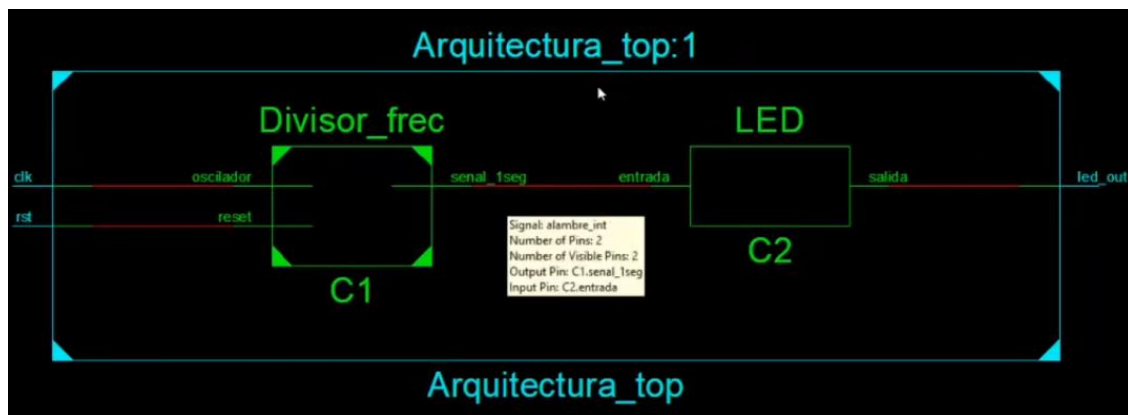 Arquitectura_top:1
Divisor_frec
LED
clk
oscilador
senal_1seg
entrada
salida
led_out
rst
reset
Signal: alambre_int
Number of Pins: 2
Number of Visible Pins: 2
Output Pin: C1.senal_1seg
Input Pin: C2.entrada
C1
C2
Arquitectura_top